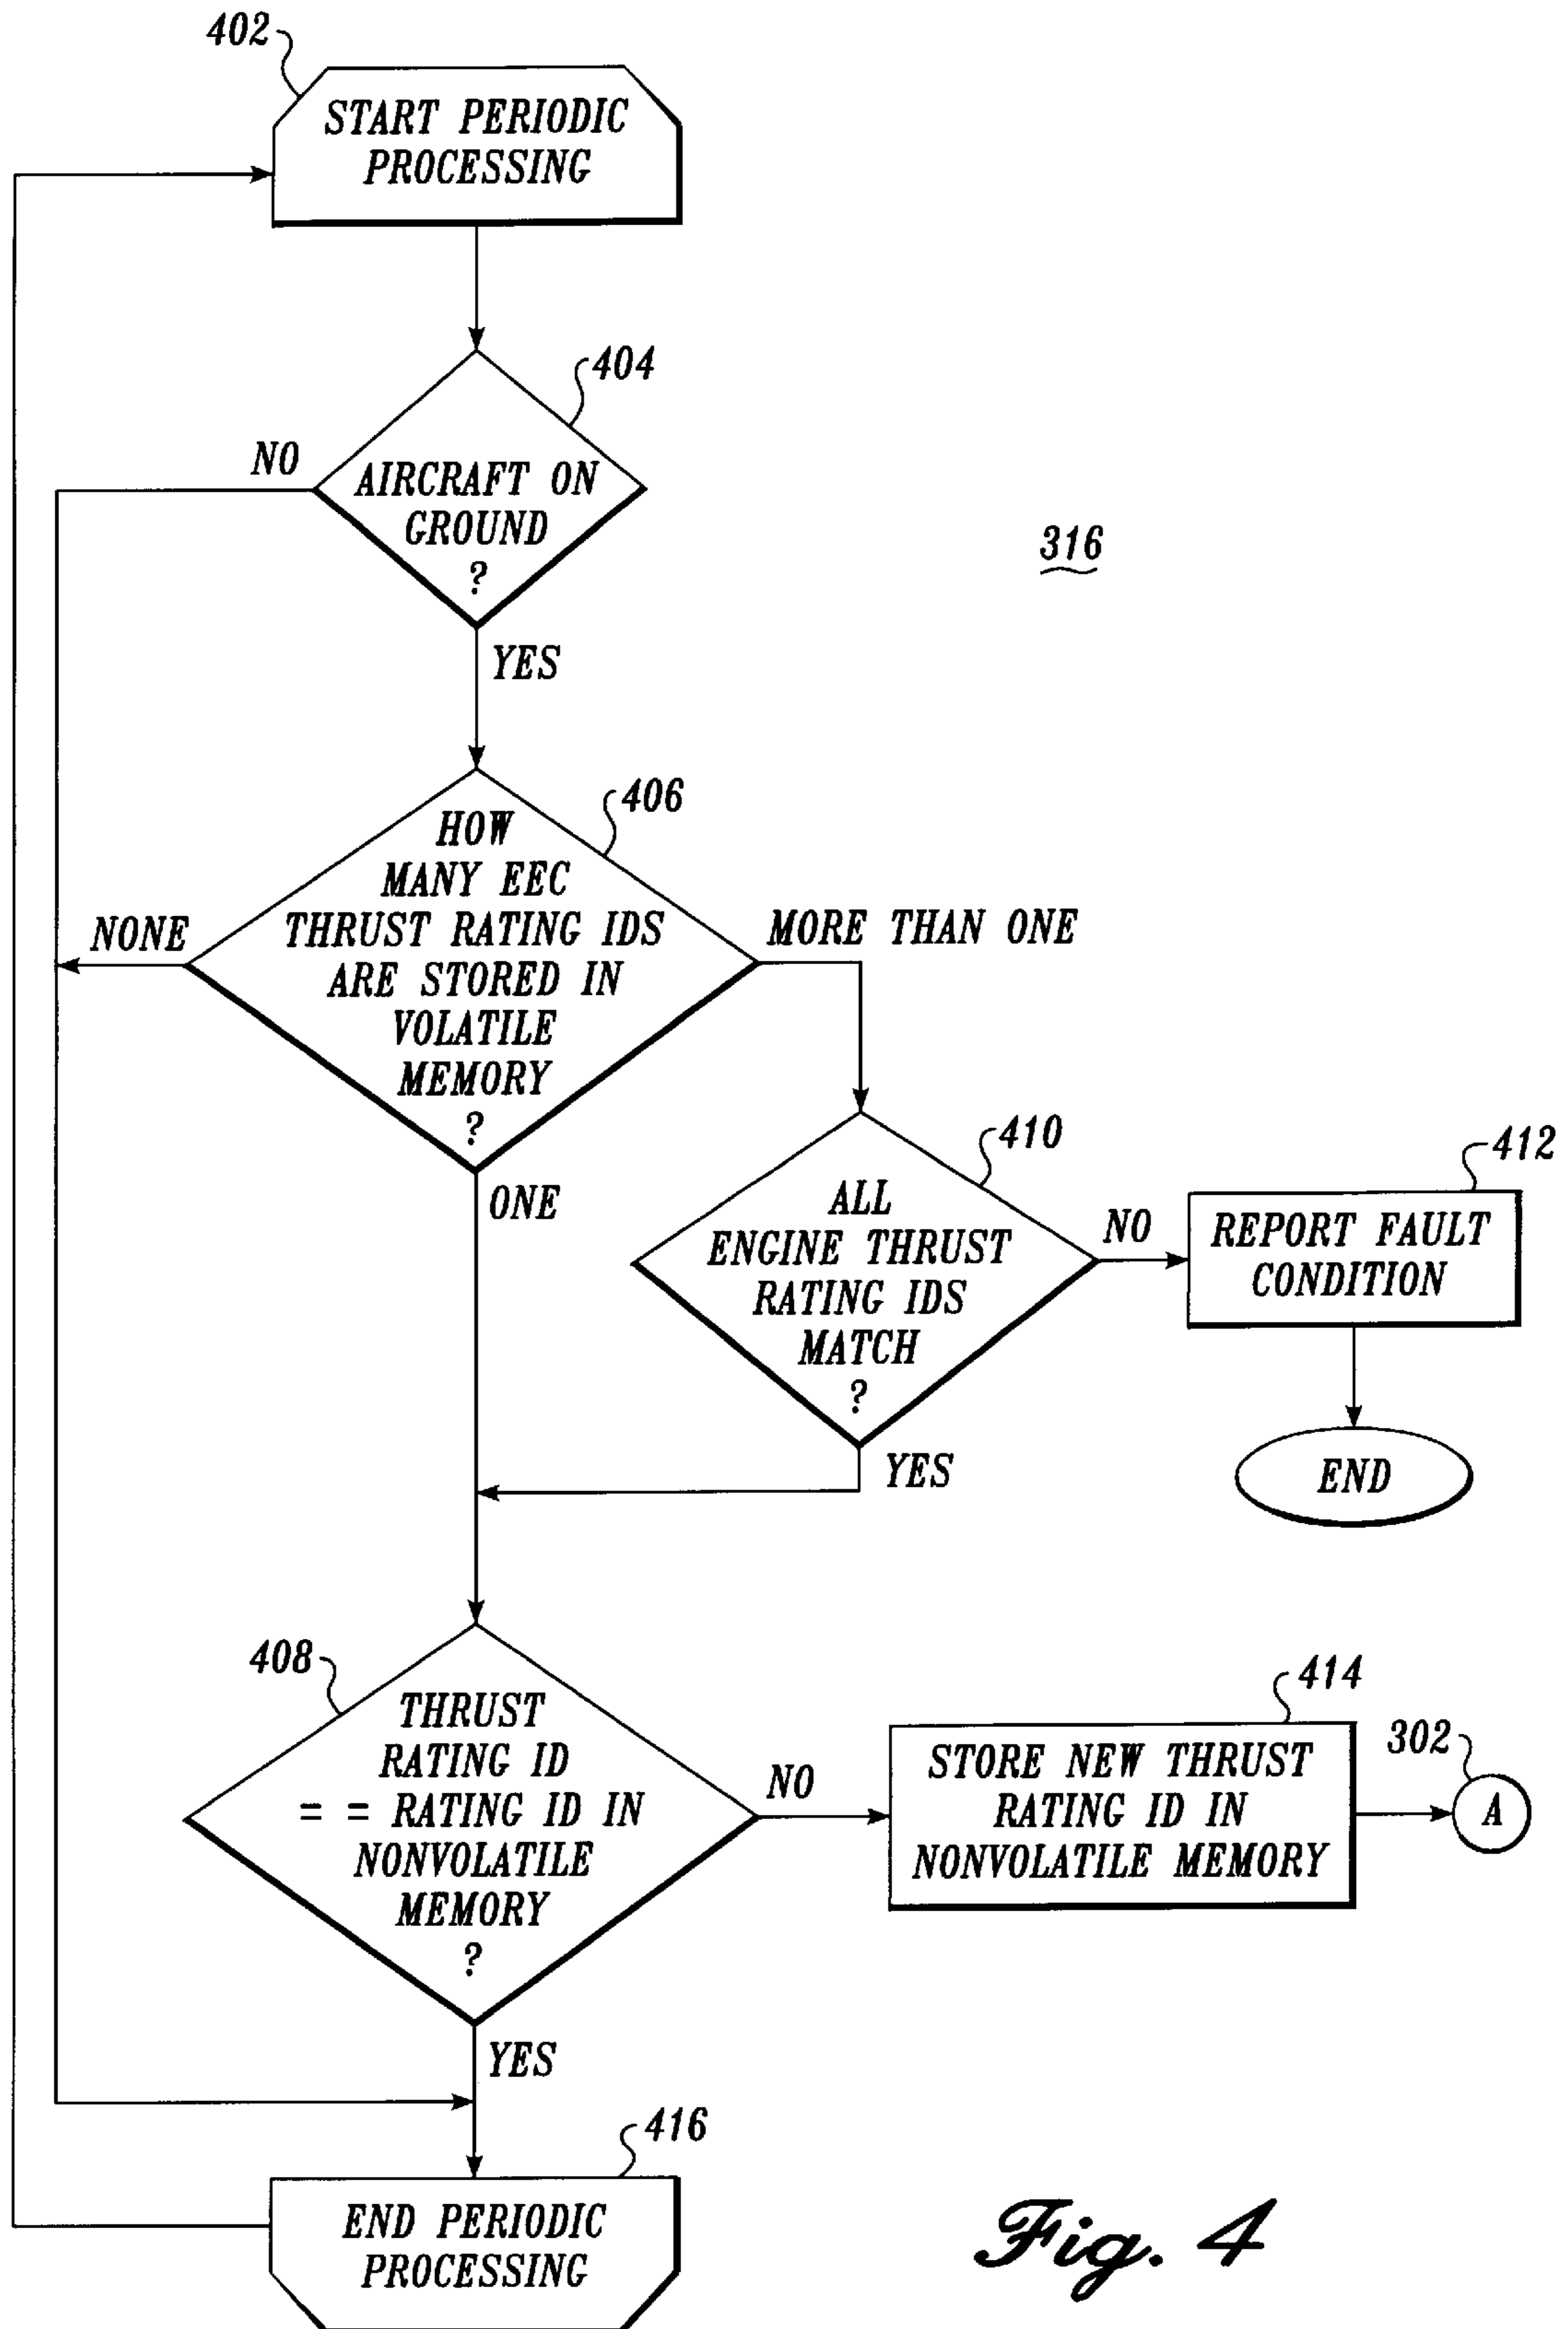 402
START PERIODIC
PROCESSING
404
NO
AIRCRAFT ON
GROUND
?
316
YES
406
HOW
MANY EEC
THRUST RATING IDS
ARE STORED IN
VOLATILE
MEMORY
?
NONE
MORE THAN ONE
ONE
410
ALL
ENGINE THRUST
RATING IDS
MATCH
?
NO
412
REPORT FAULT
CONDITION
END
YES
408
THRUST
RATING ID
= = RATING ID IN
NONVOLATILE
MEMORY
?
NO
414
STORE NEW THRUST
RATING ID IN
NONVOLATILE MEMORY
302
A
YES
416
END PERIODIC
PROCESSING
Fig. 4